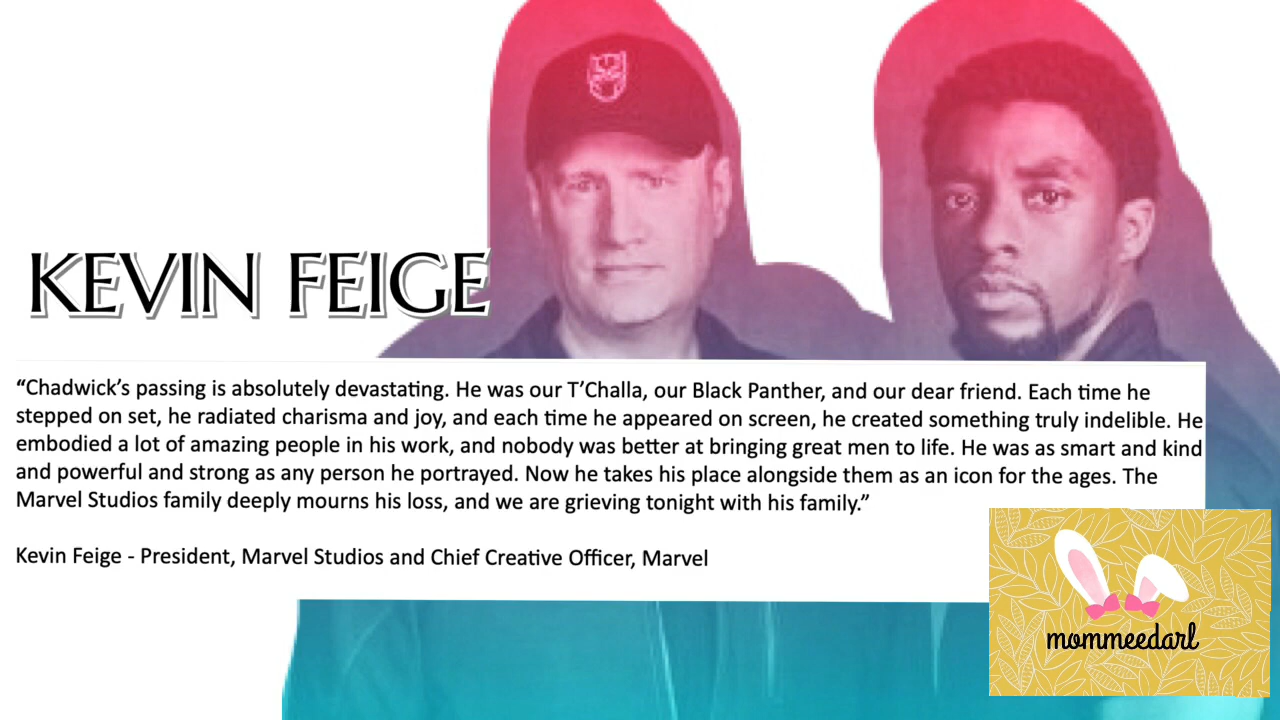 KEVIN FEIGE
“Chadwick’s passing is absolutely devastating. He was our T’Challa, our Black Panther, and our dear friend. Each time he
stepped on set, he radiated charisma and joy, and each time he appeared on screen, he created something truly indelible. He
embodied a lot of amazing people in his work, and nobody was better at bringing great men to life. He was as smart and kind
and powerful and strong as any person he portrayed. Now he takes his place alongside them as an icon for the ages. The
Marvel Studios family deeply mourns his loss, and we are grieving tonight with his family.”
Kevin Feige - President, Marvel Studios and Chief Creative Officer, Marvel
mommeedarl